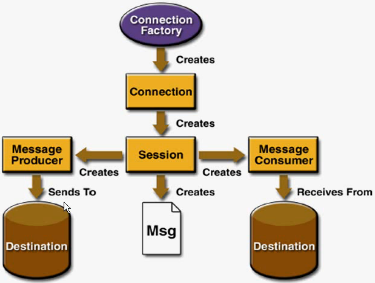 Connection
Factory
Creates
Connection
Creates
Message
Producer
Session
Message
Consumer
Creates
Creates
Sends To
Creates
Receives From
Destination
Msg
Destination